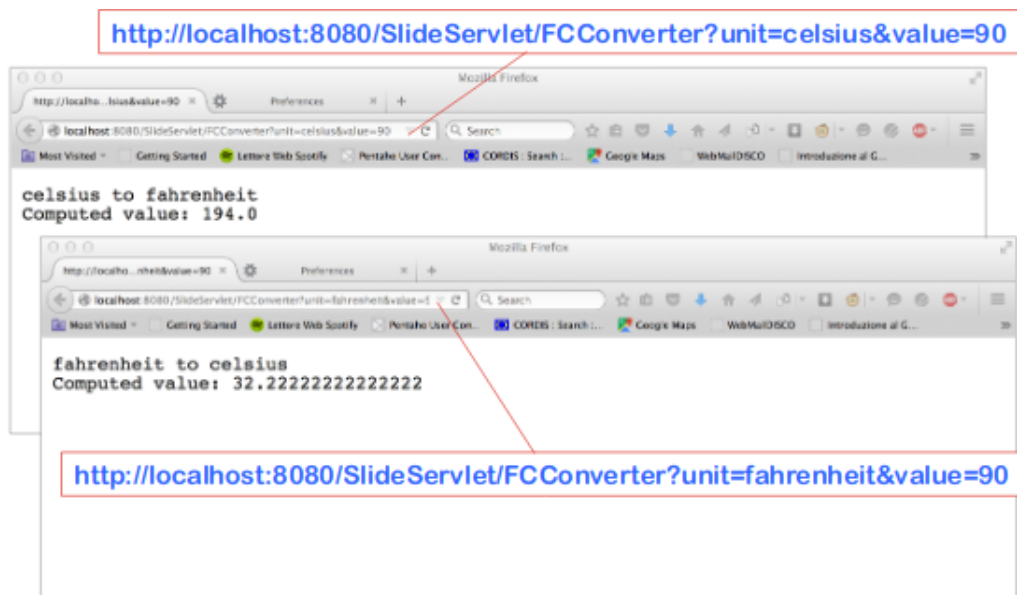 http://localhost:8080/SlideServlet/FCConverter?unit=celsius&value=90
Mozilla Firefox
http://localho...lsius&value=90
Preferences
localhost:8080/SlideServlet/FCConverter?unit=celsius&value=90
Search
Most Visited
Getting Started
Lettore Web Spotify
Pentaho User Con...
CORDIS : Search :...
Google Maps
WebMailDISCO
Introduzione al G...
celsius to fahrenheit
Computed value: 194.0
Mozilla Firefox
http://localho...nheit&value=90
Preferences
localhost:8080/SlideServlet/FCConverter?unit=fahrenheit&value=9
Search
Most Visited
Getting Started
Lettore Web Spotify
Pentaho User Con...
CORDIS : Search :...
Google Maps
WebMailDISCO
Introduzione al G...
fahrenheit to celsius
Computed value: 32.22222222222222
http://localhost:8080/SlideServlet/FCConverter?unit=fahrenheit&value=90